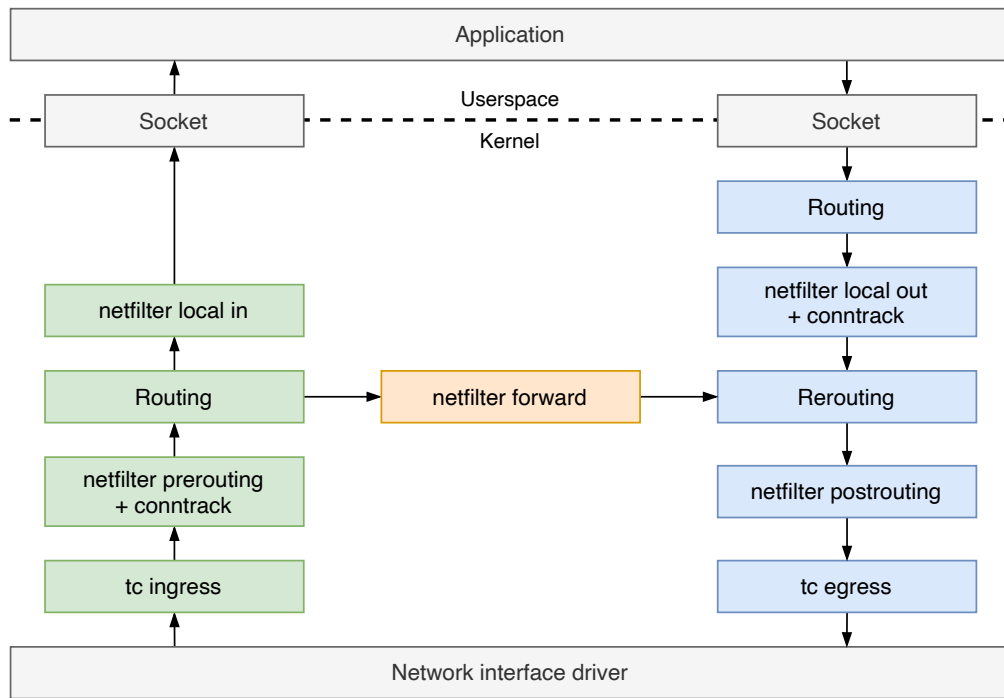 Application
Userspace
Socket
Socket
Kernel
Routing
netfilter local in
netfilter local out
+ conntrack
Routing
netfilter forward
Rerouting
netfilter prerouting
+ conntrack
netfilter postrouting
tc ingress
tc egress
Network interface driver